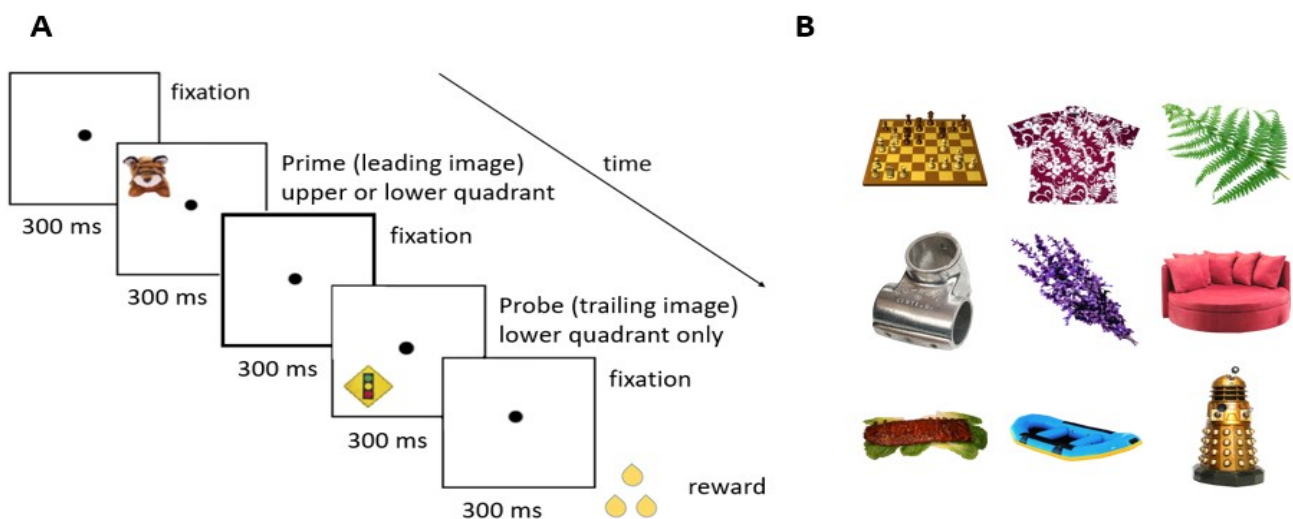 A
B
fixation
300 ms
Prime (leading image)
upper or lower quadrant
300 ms
time
fixation
300 ms
Probe (trailing image)
lower quadrant only
300 ms
fixation
300 ms
reward